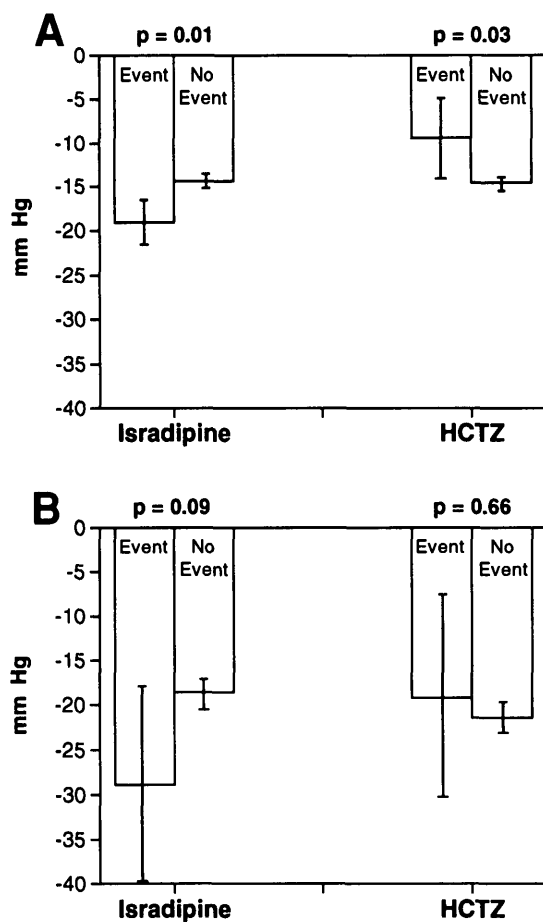 A
p = 0.01
p = 0.03
0
-5
-10
-15
-20
-25
-30
-35
-40
mm Hg
Event
No
Event
Event
No
Event
Isradipine
HCTZ
B
p = 0.09
p = 0.66
0
-5
-10
-15
-20
-25
-30
-35
-40
mm Hg
Event
No
Event
Event
No
Event
Isradipine
HCTZ